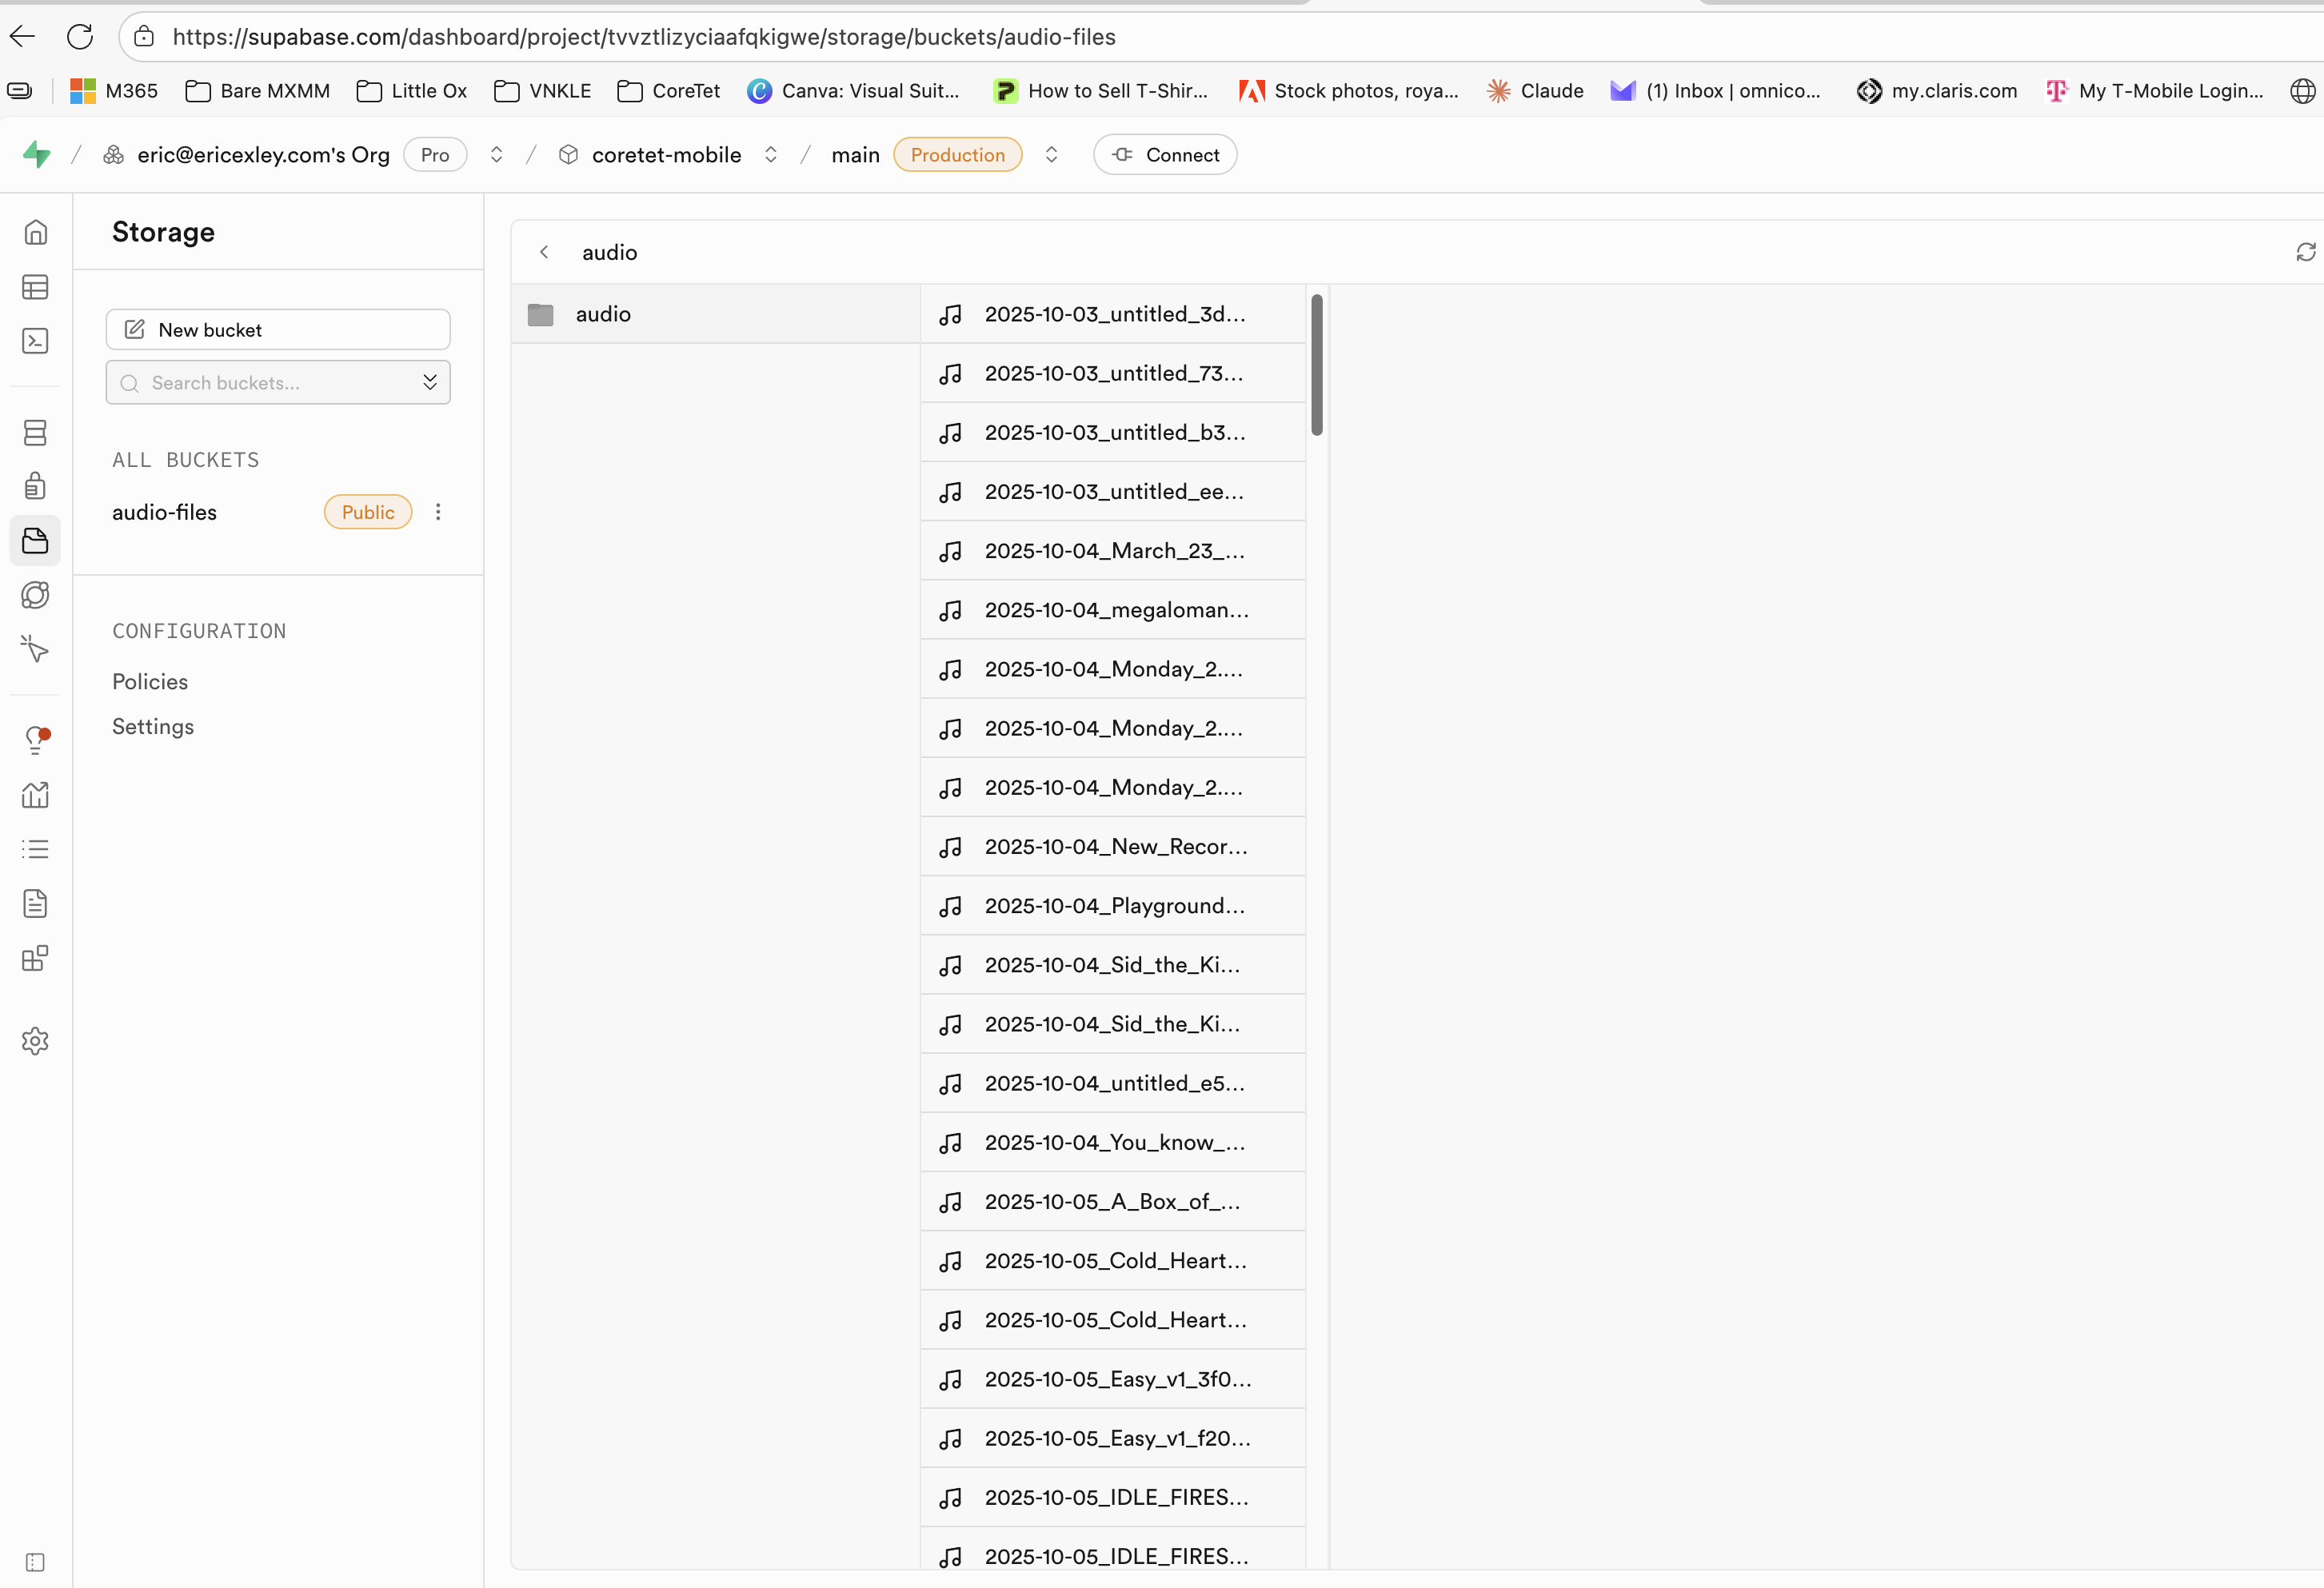 https://supabase.com/dashboard/project/tvvztlizyciaafqkigwe/storage/buckets/audio-files
M365 Bare MXMM Little Ox VNKLE CoreTet Canva: Visual Suit... How to Sell T-Shir... Stock photos, roya... Claude (1) Inbox | omnico... my.claris.com My T-Mobile Login...
/ eric@ericexley.com's Org Pro / coretet-mobile / main Production Connect
Storage
New bucket
Search buckets...
ALL BUCKETS
audio-files Public
CONFIGURATION
Policies
Settings
audio
audio
2025-10-03_untitled_3d...
2025-10-03_untitled_73...
2025-10-03_untitled_b3...
2025-10-03_untitled_ee...
2025-10-04_March_23_...
2025-10-04_megaloman...
2025-10-04_Monday_2....
2025-10-04_Monday_2....
2025-10-04_Monday_2....
2025-10-04_New_Recor...
2025-10-04_Playground...
2025-10-04_Sid_the_Ki...
2025-10-04_Sid_the_Ki...
2025-10-04_untitled_e5...
2025-10-04_You_know_...
2025-10-05_A_Box_of_...
2025-10-05_Cold_Heart...
2025-10-05_Cold_Heart...
2025-10-05_Easy_v1_3f0...
2025-10-05_Easy_v1_f20...
2025-10-05_IDLE_FIRES...
2025-10-05_IDLE_FIRES...